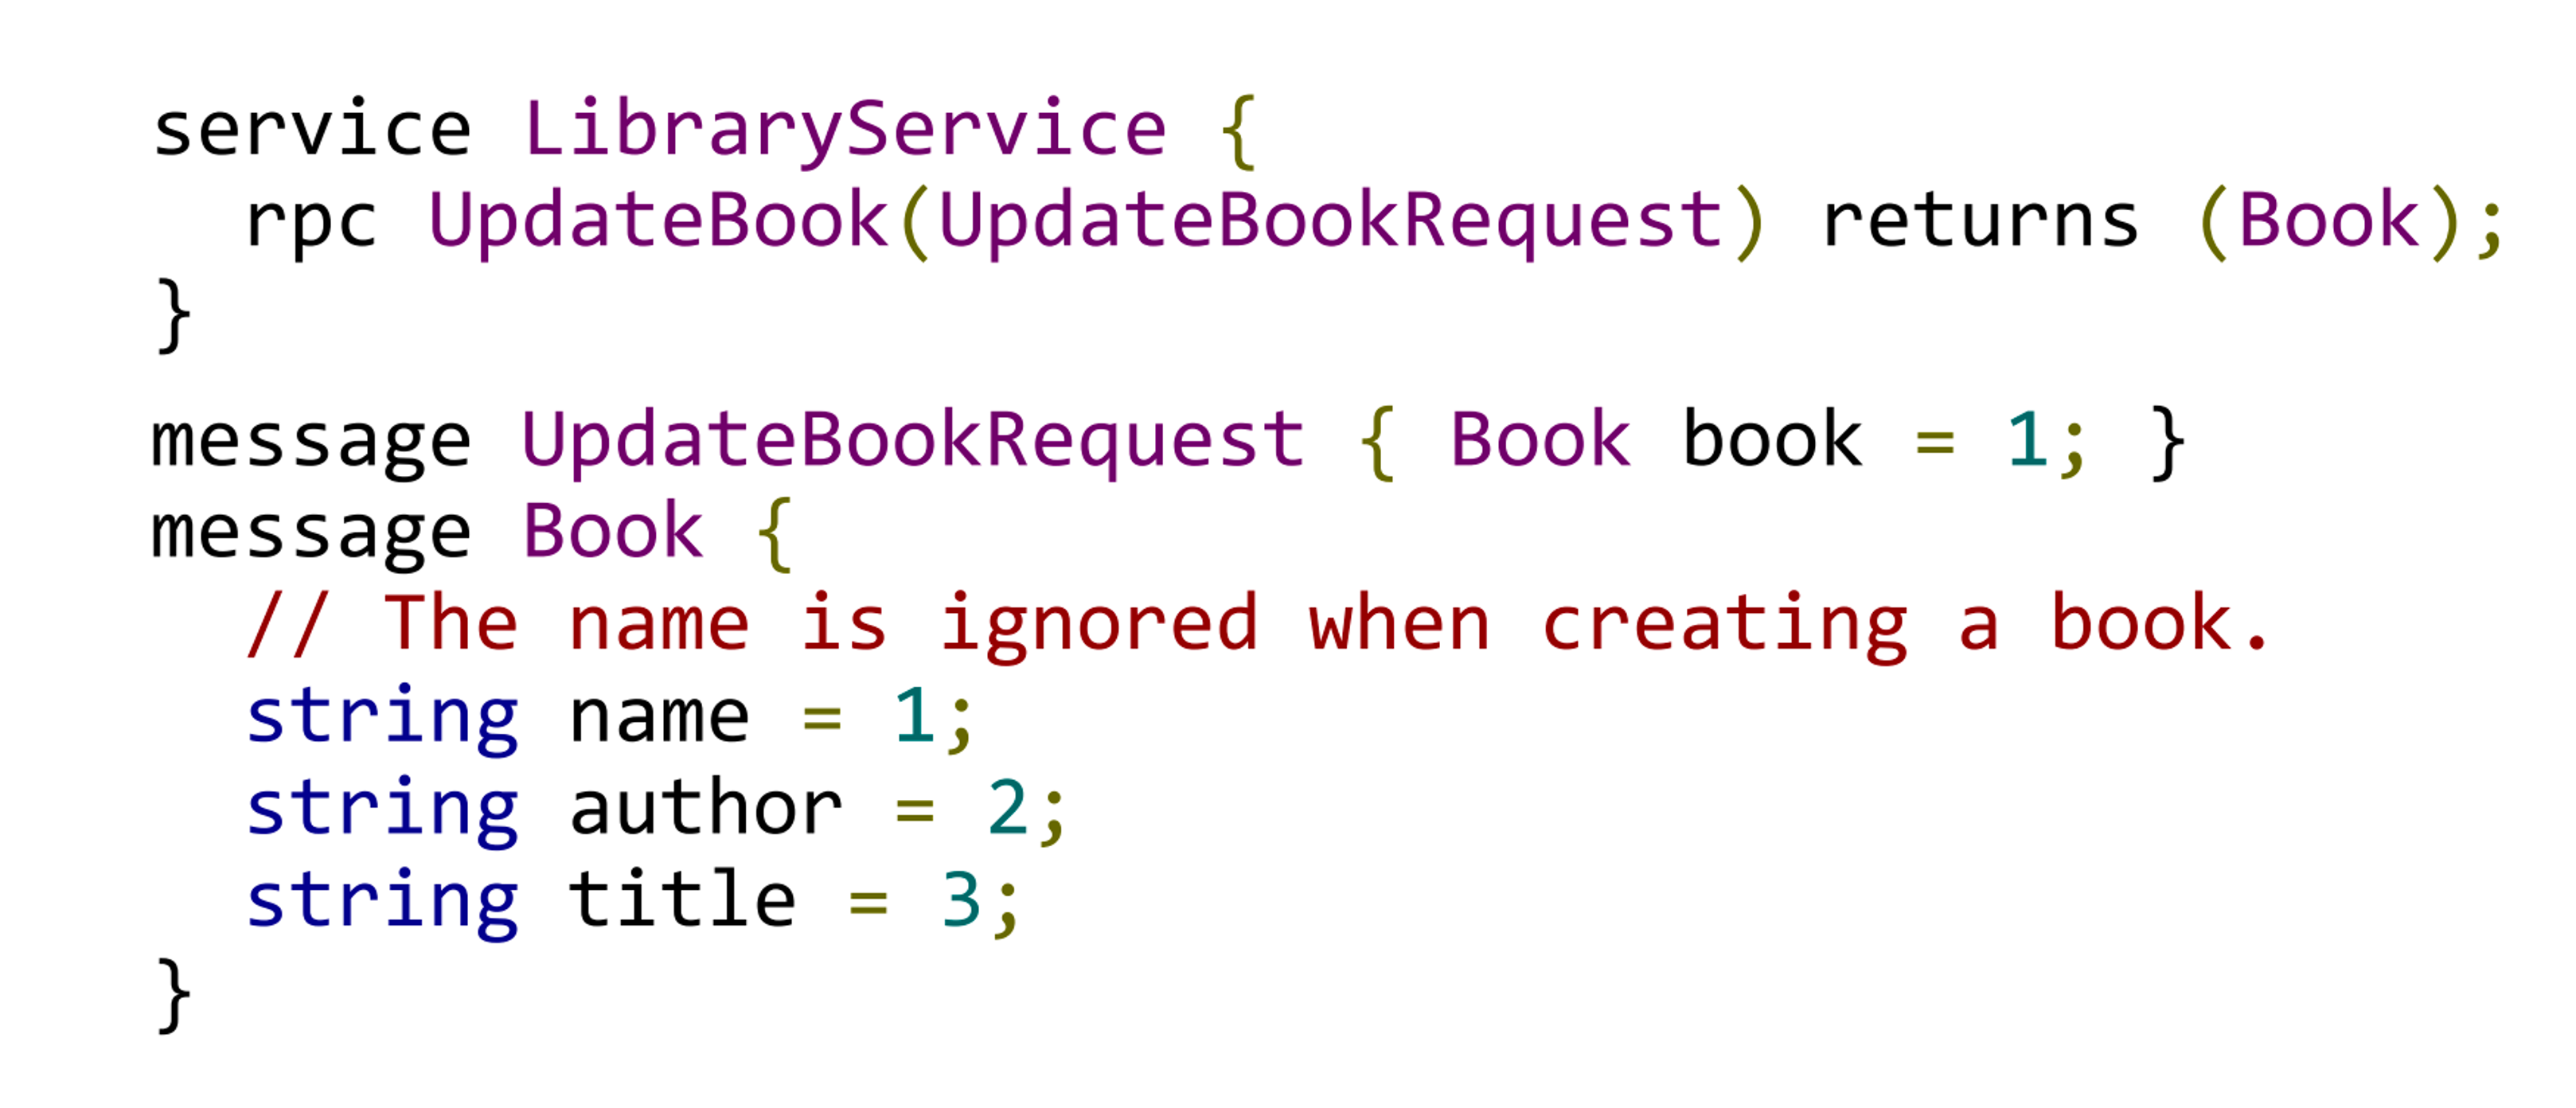 service LibraryService {
  rpc UpdateBook(UpdateBookRequest) returns (Book);
}
message UpdateBookRequest { Book book = 1; }
message Book {
  // The name is ignored when creating a book.
  string name = 1;
  string author = 2;
  string title = 3;
}